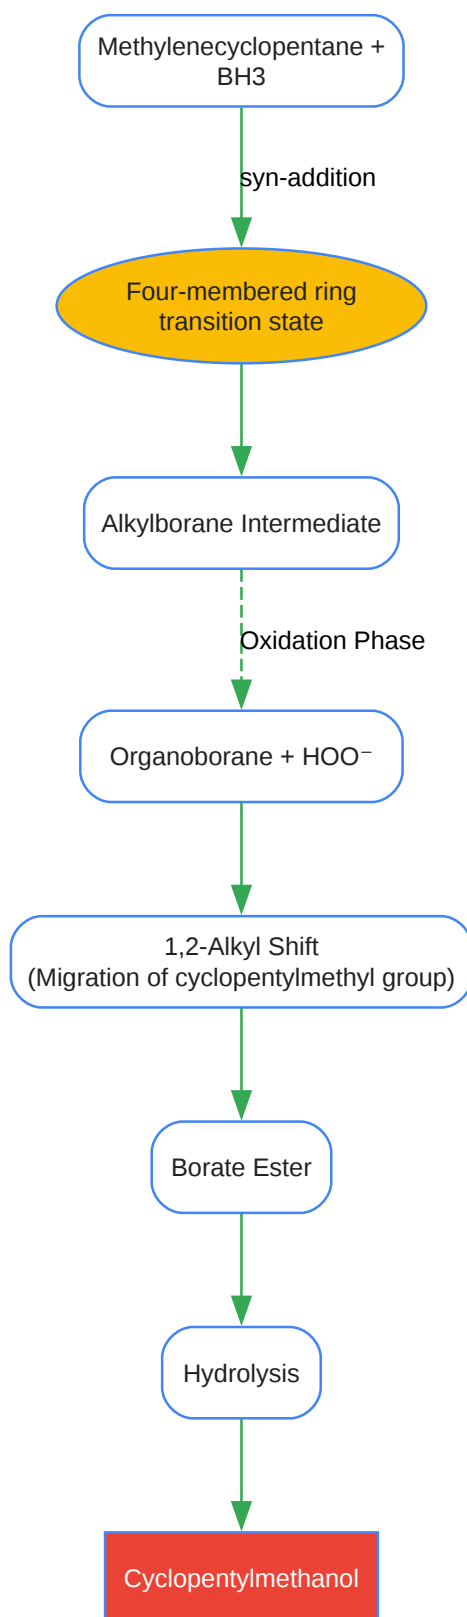 Methylenecyclopentane +
BH3
syn-addition
Four-membered ring
transition state
Alkylborane Intermediate
Oxidation Phase
Organoborane + HOO⁻
1,2-Alkyl Shift
(Migration of cyclopentylmethyl group)
Borate Ester
Hydrolysis
Cyclopentylmethanol